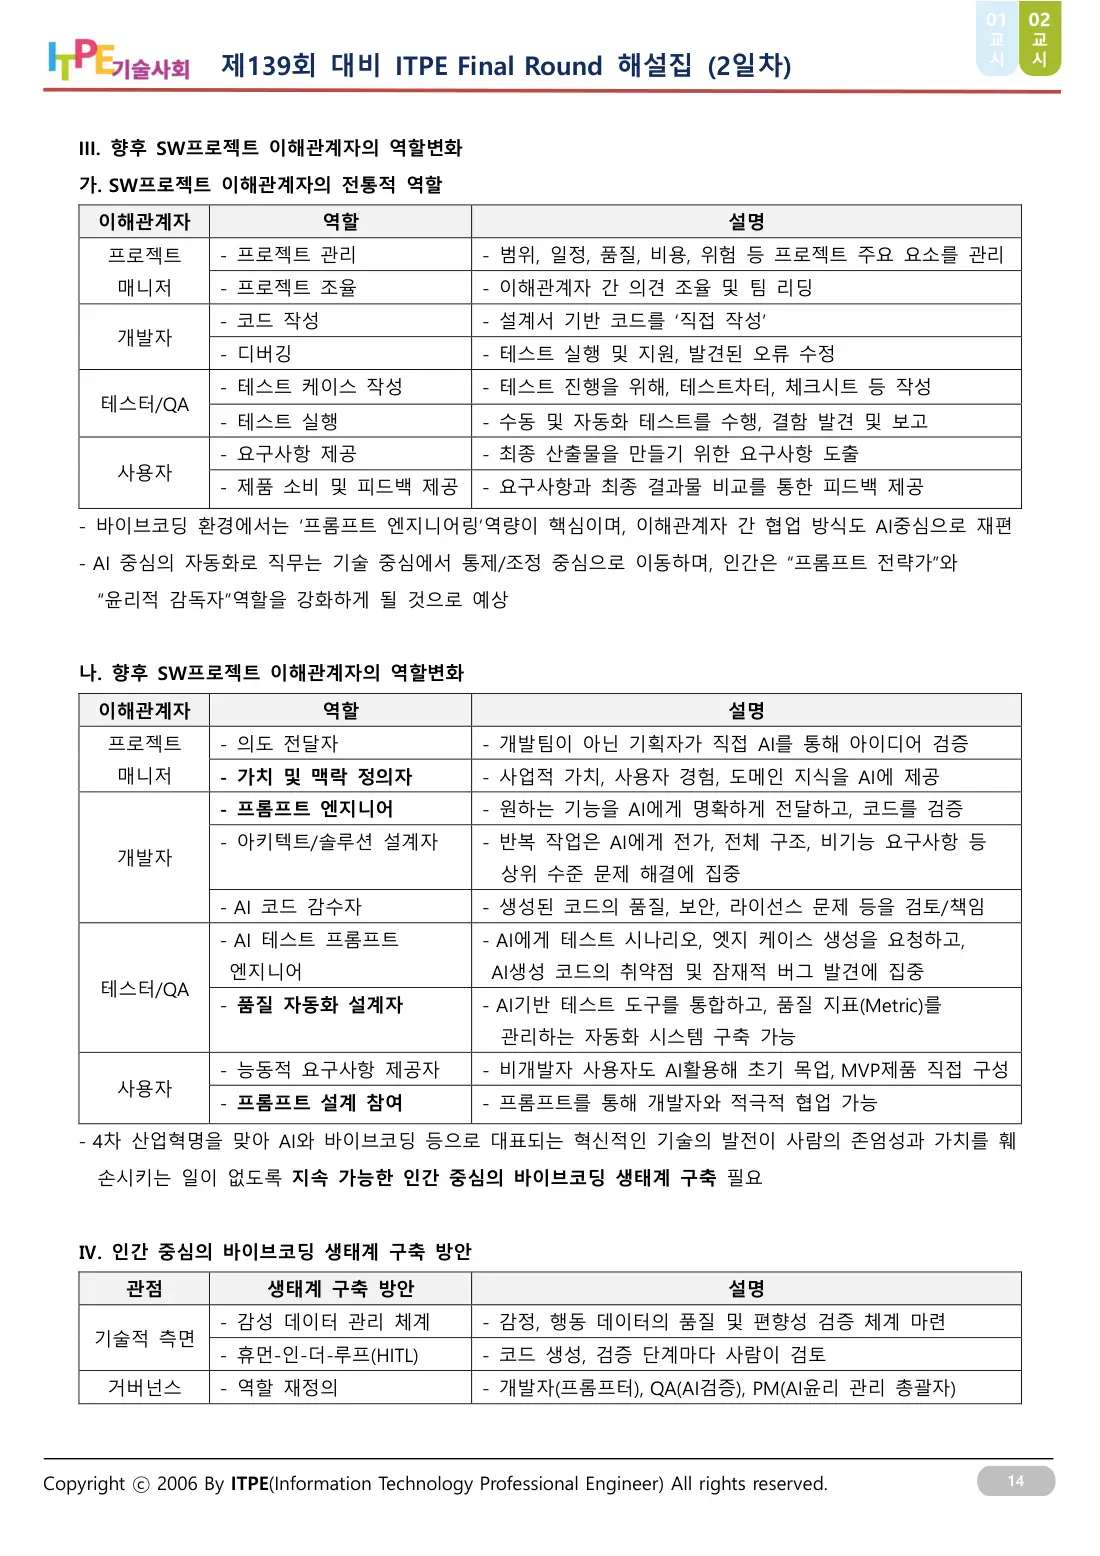 01
교
시
02
교
시
ITPE기술사회 제139회 대비 ITPE Final Round 해설집 (2일차)
III. 향후 SW프로젝트 이해관계자의 역할변화
가. SW프로젝트 이해관계자의 전통적 역할
이해관계자 역할 설명
프로젝트 매니저
- 프로젝트 관리 - 범위, 일정, 품질, 비용, 위험 등 프로젝트 주요 요소를 관리
- 프로젝트 조율 - 이해관계자 간 의견 조율 및 팀 리딩
개발자
- 코드 작성 - 설계서 기반 코드를 ‘직접 작성’
- 디버깅 - 테스트 실행 및 지원, 발견된 오류 수정
테스터/QA
- 테스트 케이스 작성 - 테스트 진행을 위해, 테스트차터, 체크시트 등 작성
- 테스트 실행 - 수동 및 자동화 테스트를 수행, 결함 발견 및 보고
사용자
- 요구사항 제공 - 최종 산출물을 만들기 위한 요구사항 도출
- 제품 소비 및 피드백 제공 - 요구사항과 최종 결과물 비교를 통한 피드백 제공
- 바이브코딩 환경에서는 ‘프롬프트 엔지니어링’역량이 핵심이며, 이해관계자 간 협업 방식도 AI중심으로 재편
- AI 중심의 자동화로 직무는 기술 중심에서 통제/조정 중심으로 이동하며, 인간은 “프롬프트 전략가”와
“윤리적 감독자”역할을 강화하게 될 것으로 예상
나. 향후 SW프로젝트 이해관계자의 역할변화
이해관계자 역할 설명
프로젝트 매니저
- 의도 전달자 - 개발팀이 아닌 기획자가 직접 AI를 통해 아이디어 검증
- 가치 및 맥락 정의자 - 사업적 가치, 사용자 경험, 도메인 지식을 AI에 제공
개발자
- 프롬프트 엔지니어 - 원하는 기능을 AI에게 명확하게 전달하고, 코드를 검증
- 아키텍트/솔루션 설계자 - 반복 작업은 AI에게 전가, 전체 구조, 비기능 요구사항 등
상위 수준 문제 해결에 집중
- AI 코드 감수자 - 생성된 코드의 품질, 보안, 라이선스 문제 등을 검토/책임
테스터/QA
- AI 테스트 프롬프트 - AI에게 테스트 시나리오, 엣지 케이스 생성을 요청하고,
엔지니어 AI생성 코드의 취약점 및 잠재적 버그 발견에 집중
- 품질 자동화 설계자 - AI기반 테스트 도구를 통합하고, 품질 지표(Metric)를
관리하는 자동화 시스템 구축 가능
사용자
- 능동적 요구사항 제공자 - 비개발자 사용자도 AI활용해 초기 목업, MVP제품 직접 구성
- 프롬프트 설계 참여 - 프롬프트를 통해 개발자와 적극적 협업 가능
- 4차 산업혁명을 맞아 AI와 바이브코딩 등으로 대표되는 혁신적인 기술의 발전이 사람의 존엄성과 가치를 훼
손시키는 일이 없도록 지속 가능한 인간 중심의 바이브코딩 생태계 구축 필요
IV. 인간 중심의 바이브코딩 생태계 구축 방안
관점 생태계 구축 방안 설명
기술적 측면
- 감성 데이터 관리 체계 - 감정, 행동 데이터의 품질 및 편향성 검증 체계 마련
- 휴먼-인-더-루프(HITL) - 코드 생성, 검증 단계마다 사람이 검토
거버넌스 - 역할 재정의 - 개발자(프롬프터), QA(AI검증), PM(AI윤리 관리 총괄자)
Copyright ⓒ 2006 By ITPE(Information Technology Professional Engineer) All rights reserved.
14